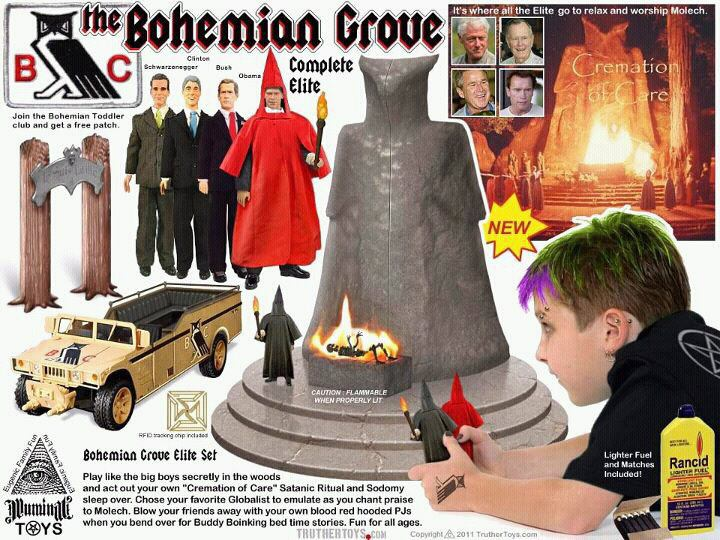 the Bohemian Grove
It's where all the Elite go to relax and worship Molech.
Complete
Elite
Schwarzenegger
Clinton
Bush
Obama
B C
Join the Bohemian Toddler
club and get a free patch.
Cremation
of Care
NEW
B C
RFID tracking chip included
CAUTION : FLAMMABLE
WHEN PROPERLY LIT
Bohemian Grove Elite Set
Play like the big boys secretly in the woods
and act out your own "Cremation of Care" Satanic Ritual and Sodomy
sleep over. Chose your favorite Globalist to emulate as you chant praise
to Molech. Blow your friends away with your own blood red hooded PJs
when you bend over for Buddy Boinking bed time stories. Fun for all ages.
Eugenic Family Fun
Illuminati
TOYS
Lighter Fuel
and Matches
Included!
Rancid
LIGHTER FUEL
TRUTHERTOYS.COM
Copyright 2011 TrutherToys.com